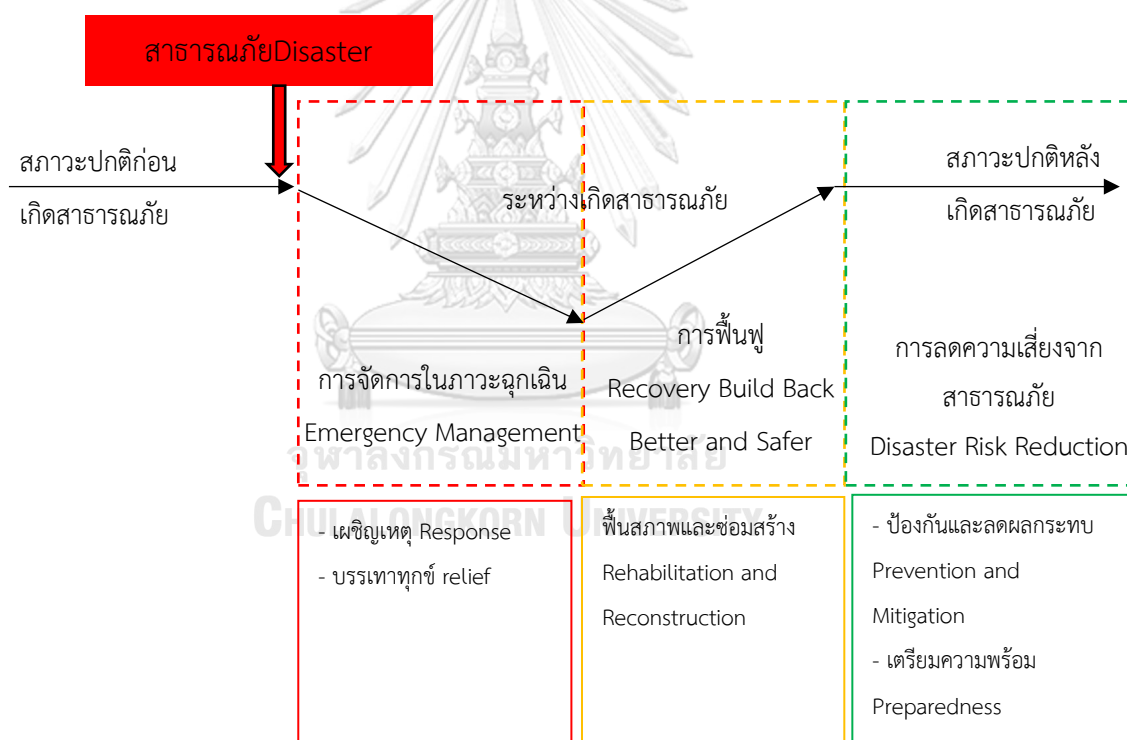 สาธารณภัยDisaster
สภาวะปกติก่อน
เกิดสาธารณภัย
ระหว่างเกิดสาธารณภัย
สภาวะปกติหลัง
เกิดสาธารณภัย
การจัดการในภาวะฉุกเฉิน
Emergency Management
การฟื้นฟู
Recovery Build Back
Better and Safer
การลดความเสี่ยงจาก
สาธารณภัย
Disaster Risk Reduction
จุฬาลงกรณ์มหาวิทยาลัย
CHULALONGKORN UNIVERSITY
- เผชิญเหตุ Response
- บรรเทาทุกข์ relief
ฟื้นสภาพและซ่อมสร้าง
Rehabilitation and
Reconstruction
- ป้องกันและลดผลกระทบ
Prevention and
Mitigation
- เตรียมความพร้อม
Preparedness